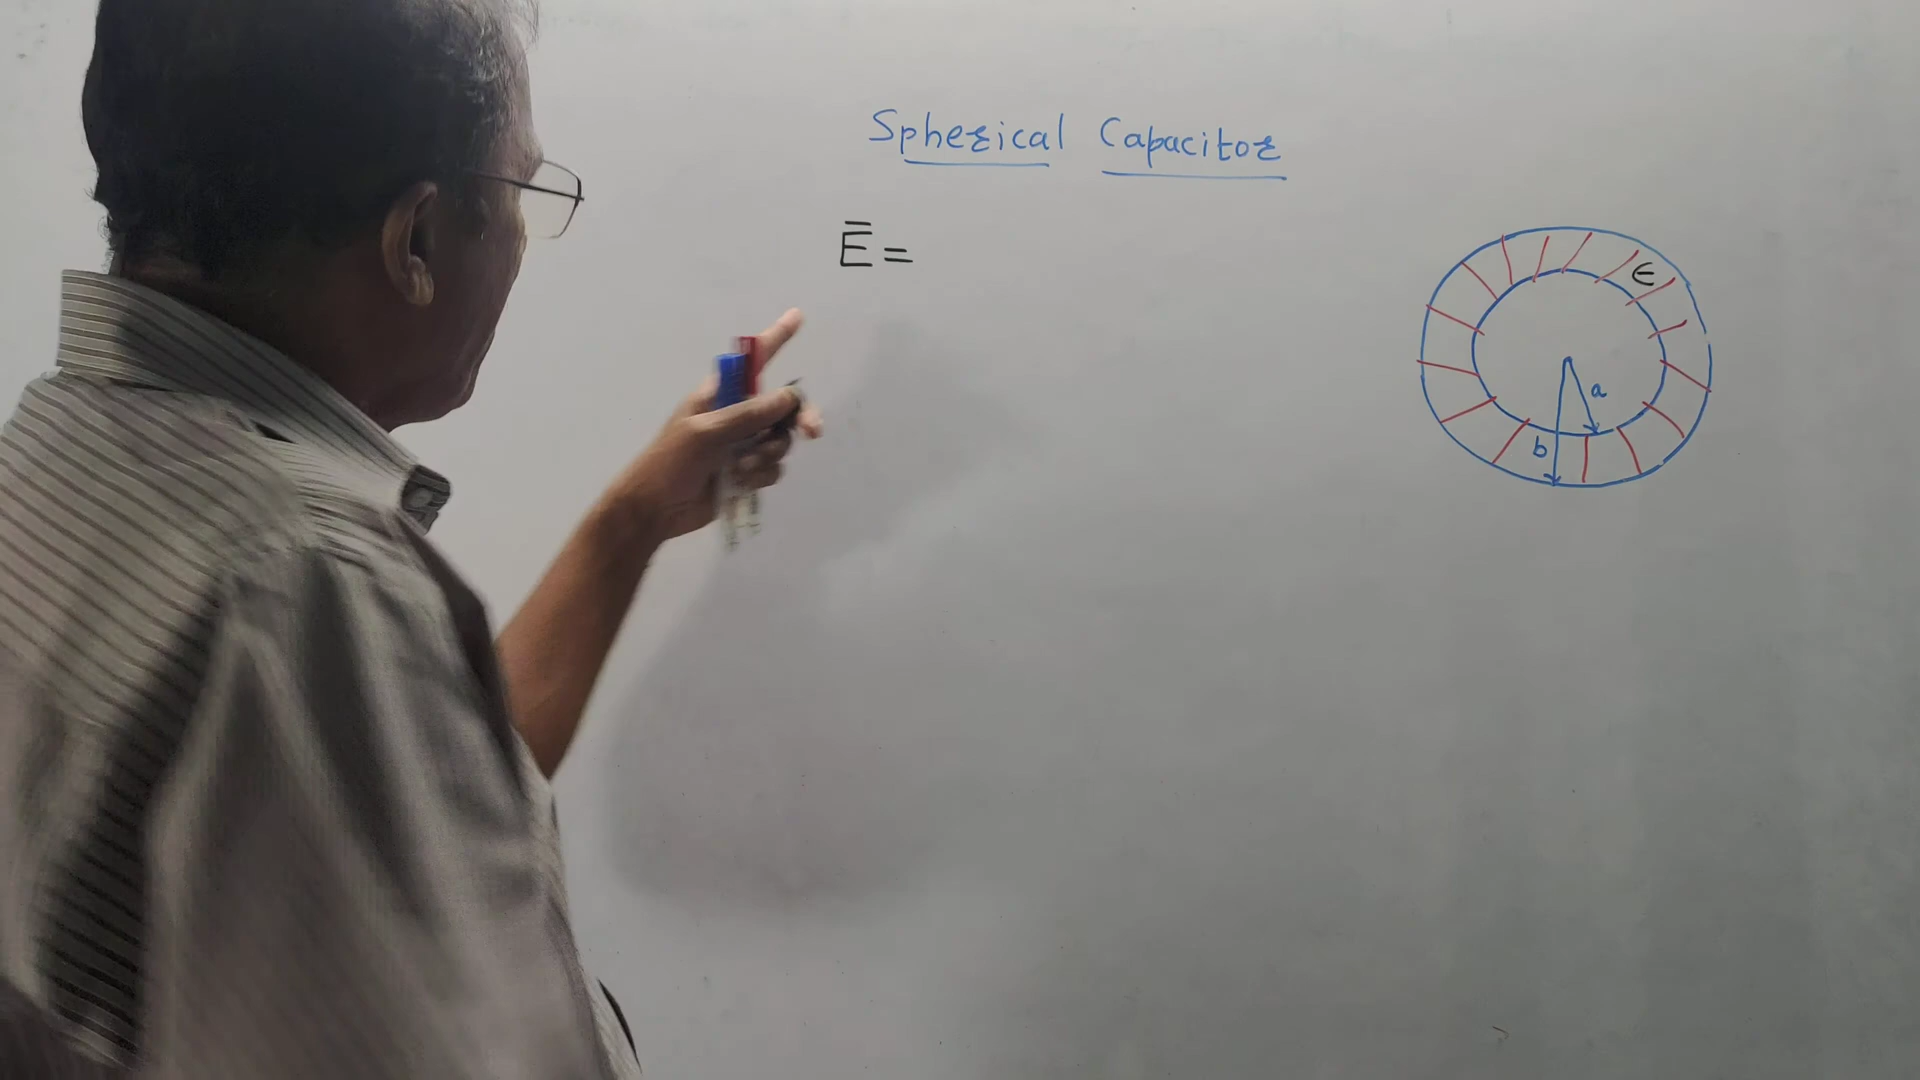 Spherical Capacitor
E̅ =
∈
a
b